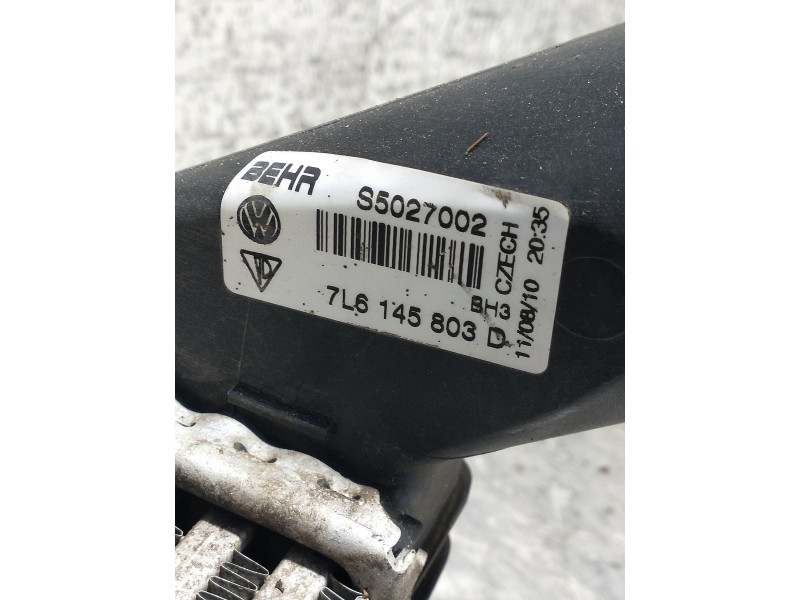 BEHR
S5027002
7L6 145 803 D
BH3
CZECH
11/08/10 20:35